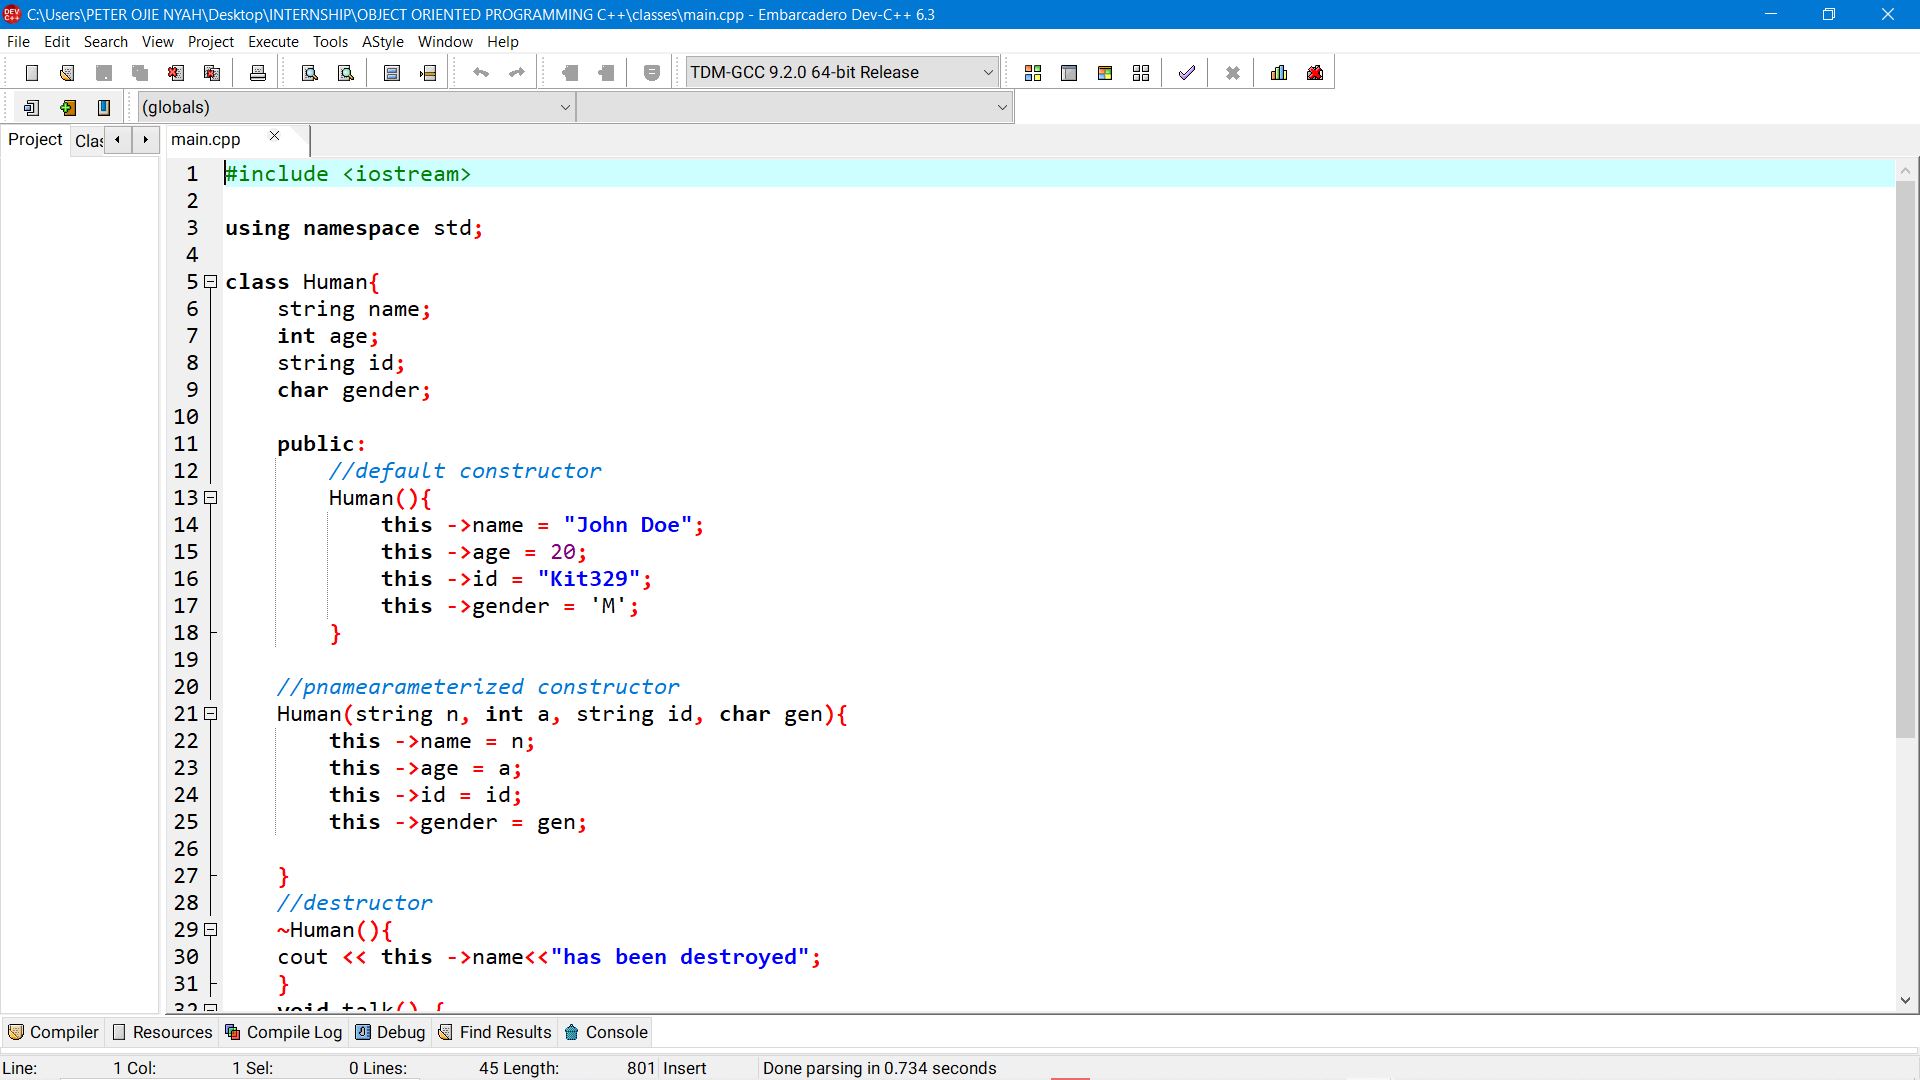 C:\Users\PETER OJIE NYAH\Desktop\INTERNSHIP\OBJECT ORIENTED PROGRAMMING C++\classes\main.cpp - Embarcadero Dev-C++ 6.3
File Edit Search View Project Execute Tools AStyle Window Help
TDM-GCC 9.2.0 64-bit Release
(globals)
Project Clas main.cpp
1 #include <iostream>
2
3 using namespace std;
4
5 class Human{
6 string name;
7 int age;
8 string id;
9 char gender;
10
11 public:
12 //default constructor
13 Human(){
14 this ->name = "John Doe";
15 this ->age = 20;
16 this ->id = "Kit329";
17 this ->gender = 'M';
18 }
19
20 //pnamearameterized constructor
21 Human(string n, int a, string id, char gen){
22 this ->name = n;
23 this ->age = a;
24 this ->id = id;
25 this ->gender = gen;
26
27 }
28 //destructor
29 ~Human(){
30 cout << this ->name<<"has been destroyed";
31 }
32 void talk() {
Compiler Resources Compile Log Debug Find Results Console
Line: 1 Col: 1 Sel: 0 Lines: 45 Length: 801 Insert Done parsing in 0.734 seconds